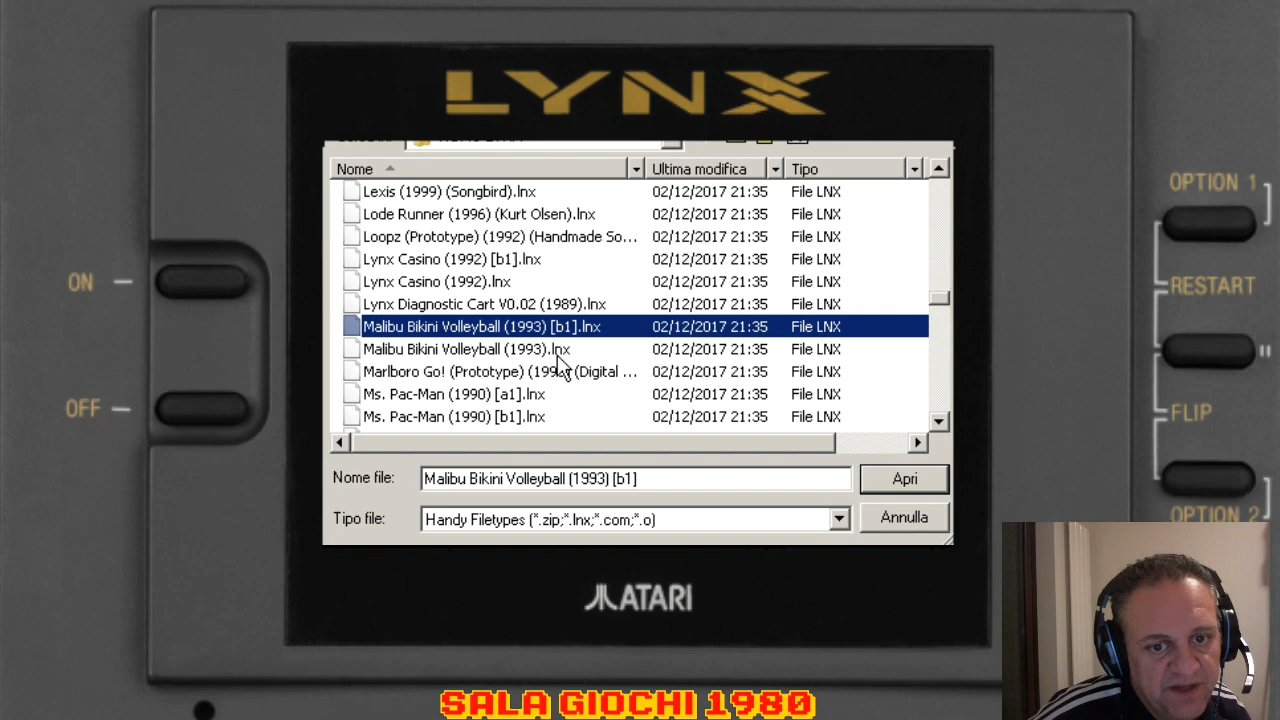 LYNX
Nome Ultima modifica Tipo
Lexis (1999) (Songbird).lnx 02/12/2017 21:35 File LNX
Lode Runner (1996) (Kurt Olsen).lnx 02/12/2017 21:35 File LNX
Loopz (Prototype) (1992) (Handmade So... 02/12/2017 21:35 File LNX
Lynx Casino (1992) [b1].lnx 02/12/2017 21:35 File LNX
Lynx Casino (1992).lnx 02/12/2017 21:35 File LNX
Lynx Diagnostic Cart V0.02 (1989).lnx 02/12/2017 21:35 File LNX
Malibu Bikini Volleyball (1993) [b1].lnx 02/12/2017 21:35 File LNX
Malibu Bikini Volleyball (1993).lnx 02/12/2017 21:35 File LNX
Marlboro Go! (Prototype) (Digital ... 02/12/2017 21:35 File LNX
Ms. Pac-Man (1990) [a1].lnx 02/12/2017 21:35 File LNX
Ms. Pac-Man (1990) [b1].lnx 02/12/2017 21:35 File LNX
Nome file: Malibu Bikini Volleyball (1993) [b1] Apri
Tipo file: Handy Filetypes (*.zip;*.lnx;*.com;*.o) Annulla
ON
OFF
OPTION 1
RESTART
FLIP
OPTION 2
ATARI
SALA GIOCHI 1980